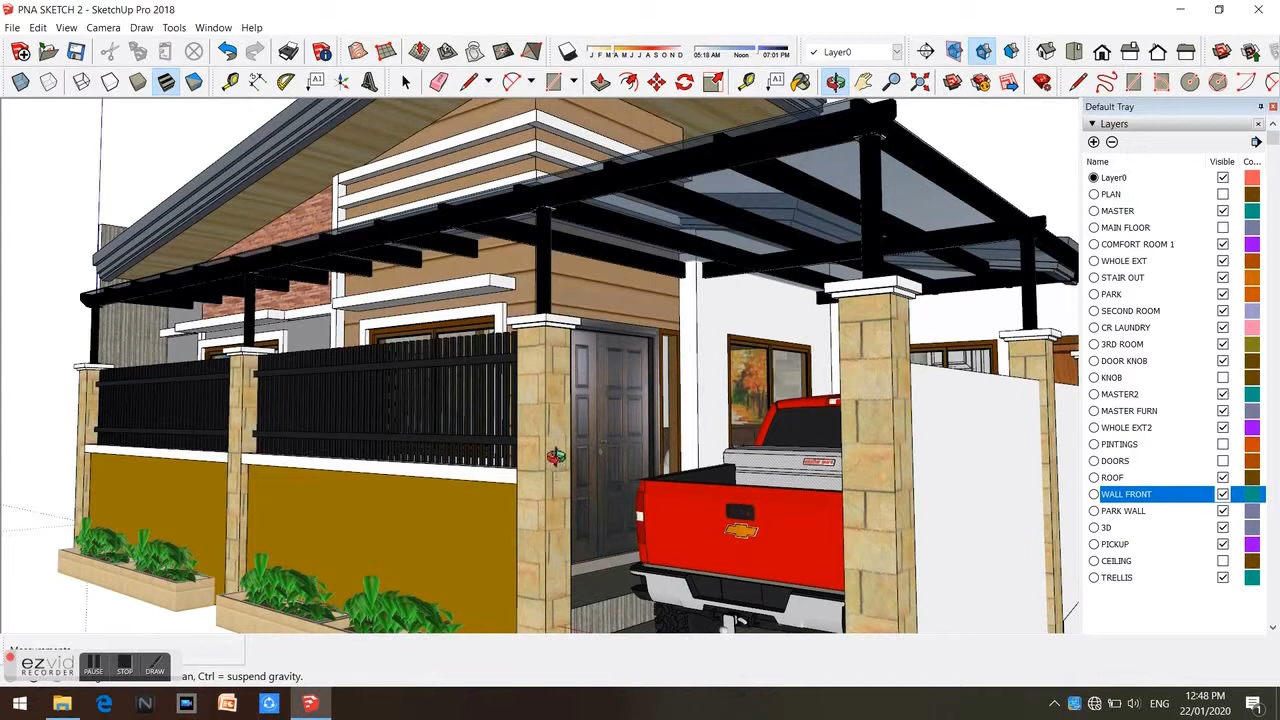 PNA SKETCH 2 - SketchUp Pro 2018
File Edit View Camera Draw Tools Window Help
J F M A M J J A S O N D
05:18 AM Noon 07:01 PM
Layer0
Default Tray
Layers
Name Visible Co...
Layer0
PLAN
MASTER
MAIN FLOOR
COMFORT ROOM 1
WHOLE EXT
STAIR OUT
PARK
SECOND ROOM
CR LAUNDRY
3RD ROOM
DOOR KNOB
KNOB
MASTER2
MASTER FURN
WHOLE EXT2
PINTINGS
DOORS
ROOF
WALL FRONT
PARK WALL
3D
PICKUP
CEILING
TRELLIS
Measurements
ezvid
RECORDER
PAUSE STOP DRAW
an, Ctrl = suspend gravity.
ENG
12:48 PM
22/01/2020